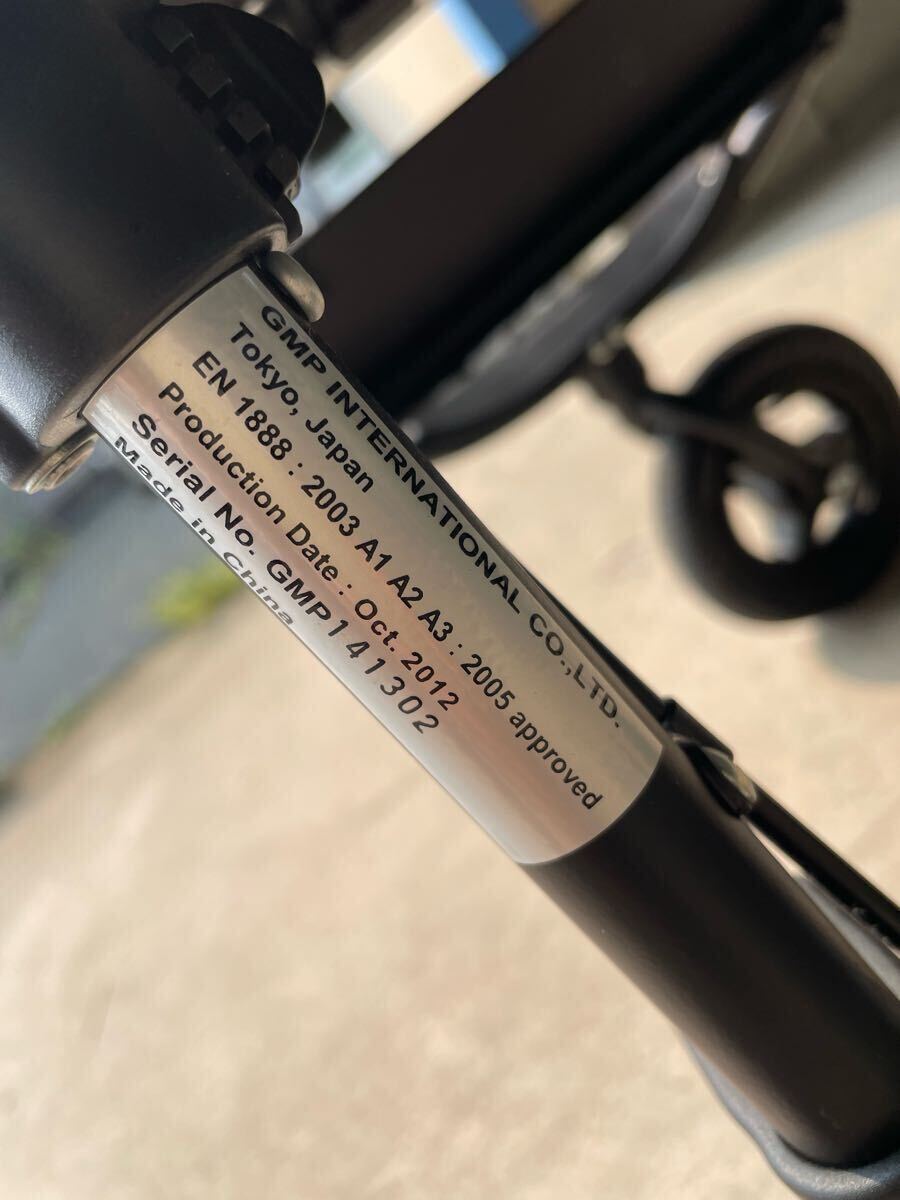 GMP INTERNATIONAL CO.,LTD.
Tokyo, Japan
EN 1888 : 2003 A1 A2 A3 : 2005 approved
Production Date : Oct. 2012
Serial No. GMP141302
Made in China